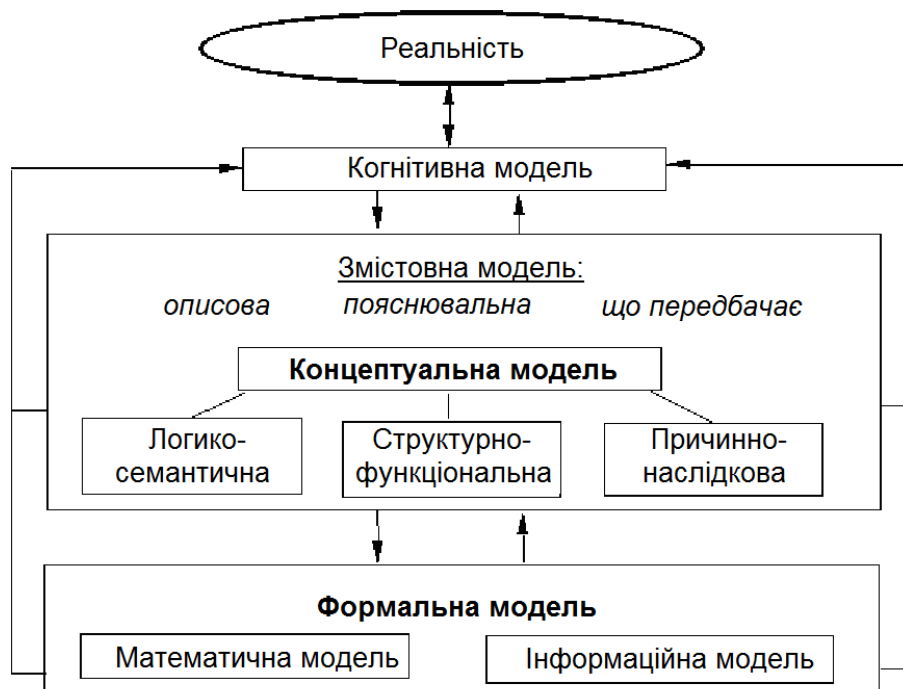 Реальність
Когнітивна модель
Змістовна модель:
описова пояснювальна що передбачає
Концептуальна модель
Логико-
семантична
Структурно-
функціональна
Причинно-
наслідкова
Формальна модель
Математична модель
Інформаційна модель